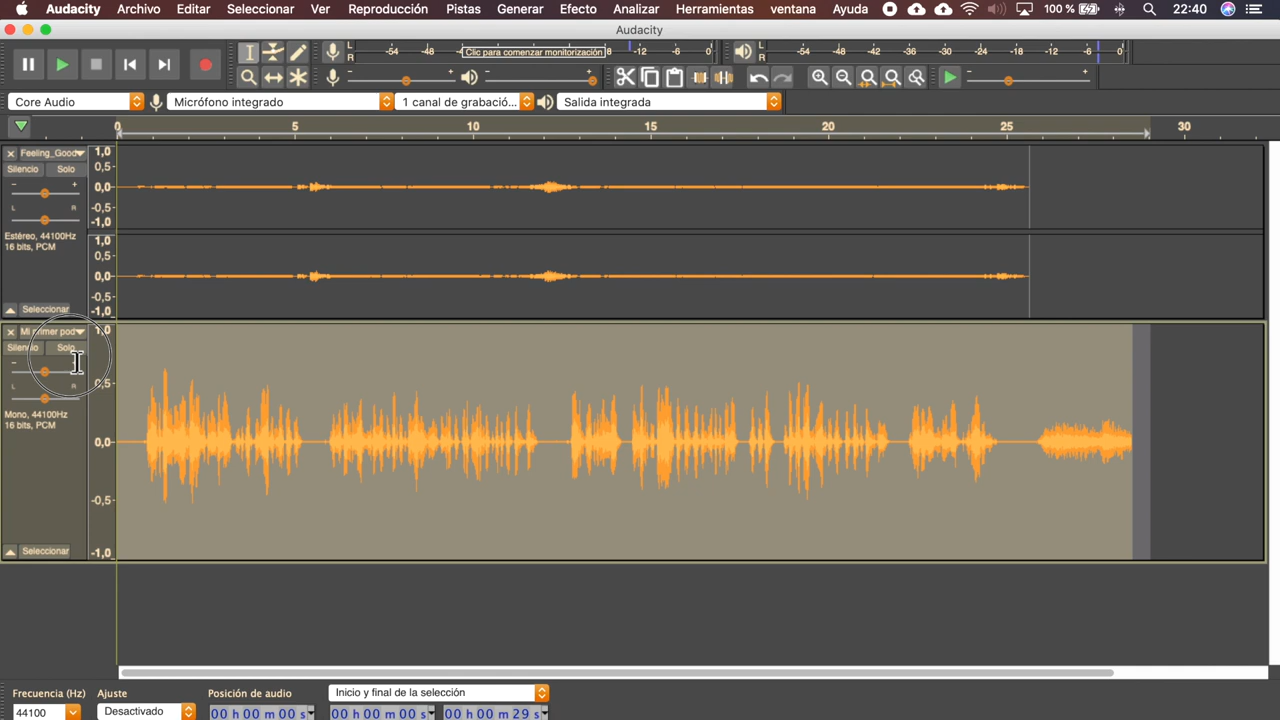 Audacity Archivo Editar Seleccionar Ver Reproducción Pistas Generar Efecto Analizar Herramientas ventana Ayuda 100 % 22:40
Audacity
L R -54 -48 Clic para comenzar monitorización -12 -6 0 L R -54 -48 -42 -36 -30 -24 -18 -16 -12 -6 0
- + - + - +
Core Audio Micrófono integrado 1 canal de grabació... Salida integrada
0 5 10 15 20 25 30
Feeling_Good 1,0
0,5
Silencio Solo
- + 0,0
L R -0,5
-1,0
Estéreo, 44100Hz 1,0
16 bits, PCM 0,5
0,0
-0,5
Seleccionar -1,0
Mi primer pod 1,0
Silencio Solo
-
L R 0,5
Mono, 44100Hz
16 bits, PCM
0,0
-0,5
Seleccionar -1,0
Frecuencia (Hz) Ajuste Posición de audio Inicio y final de la selección
44100 Desactivado 00 h 00 m 00 s 00 h 00 m 00 s 00 h 00 m 29 s